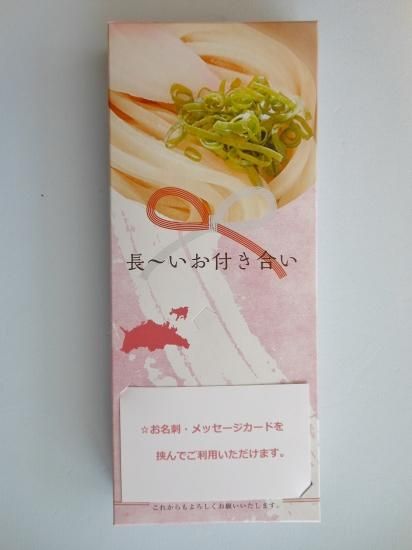 長〜いお付き合い
☆お名刺・メッセージカードを
挟んでご利用いただけます。
これからもよろしくお願いいたします。